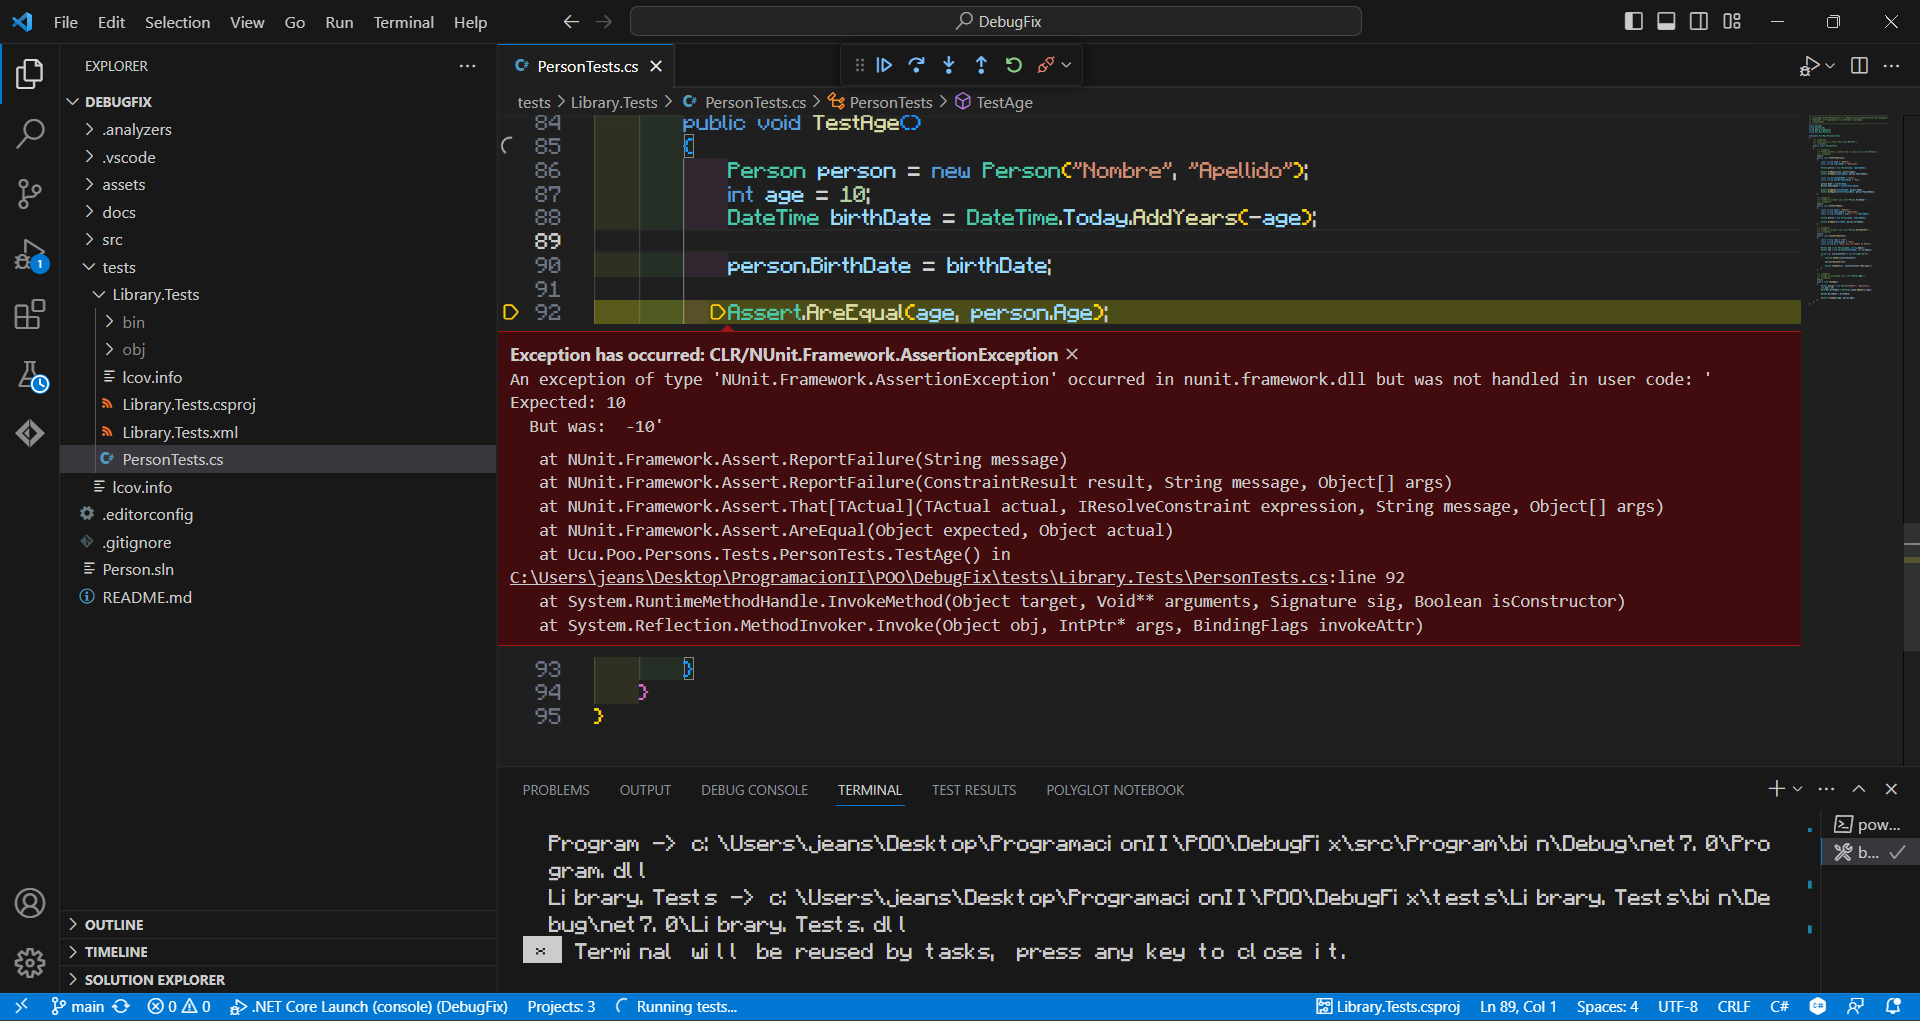 File Edit Selection View Go Run Terminal Help
DebugFix
EXPLORER
DEBUGFIX
.analyzers
.vscode
assets
docs
src
tests
Library.Tests
bin
obj
lcov.info
Library.Tests.csproj
Library.Tests.xml
PersonTests.cs
lcov.info
.editorconfig
.gitignore
Person.sln
README.md
OUTLINE
TIMELINE
SOLUTION EXPLORER
1
PersonTests.cs
tests > Library.Tests > PersonTests.cs > PersonTests > TestAge
84 public void TestAge()
85 {
86 Person person = new Person("Nombre", "Apellido");
87 int age = 10;
88 DateTime birthDate = DateTime.Today.AddYears(-age);
89
90 person.BirthDate = birthDate;
91
92 Assert.AreEqual(age, person.Age);
Exception has occurred: CLR/NUnit.Framework.AssertionException
An exception of type 'NUnit.Framework.AssertionException' occurred in nunit.framework.dll but was not handled in user code: '
Expected: 10
But was:  -10'
at NUnit.Framework.Assert.ReportFailure(String message)
at NUnit.Framework.Assert.ReportFailure(ConstraintResult result, String message, Object[] args)
at NUnit.Framework.Assert.That[TActual](TActual actual, IResolveConstraint expression, String message, Object[] args)
at NUnit.Framework.Assert.AreEqual(Object expected, Object actual)
at Ucu.Poo.Persons.Tests.PersonTests.TestAge() in
C:\Users\jeans\Desktop\ProgramacionII\POO\DebugFix\tests\Library.Tests\PersonTests.cs:line 92
at System.RuntimeMethodHandle.InvokeMethod(Object target, Void** arguments, Signature sig, Boolean isConstructor)
at System.Reflection.MethodInvoker.Invoke(Object obj, IntPtr* args, BindingFlags invokeAttr)
93 }
94 }
95 }
PROBLEMS OUTPUT DEBUG CONSOLE TERMINAL TEST RESULTS POLYGLOT NOTEBOOK
Program -> c:\Users\jeans\Desktop\ProgramacionII\POO\DebugFix\src\Program\bin\Debug\net7.0\Pro
gram.dll
Library.Tests -> c:\Users\jeans\Desktop\ProgramacionII\POO\DebugFix\tests\Library.Tests\bin\De
bug\net7.0\Library.Tests.dll
* Terminal will be reused by tasks, press any key to close it.
pow...
b...
main 0 0 .NET Core Launch (console) (DebugFix) Projects: 3 Running tests... Library.Tests.csproj Ln 89, Col 1 Spaces: 4 UTF-8 CRLF C#